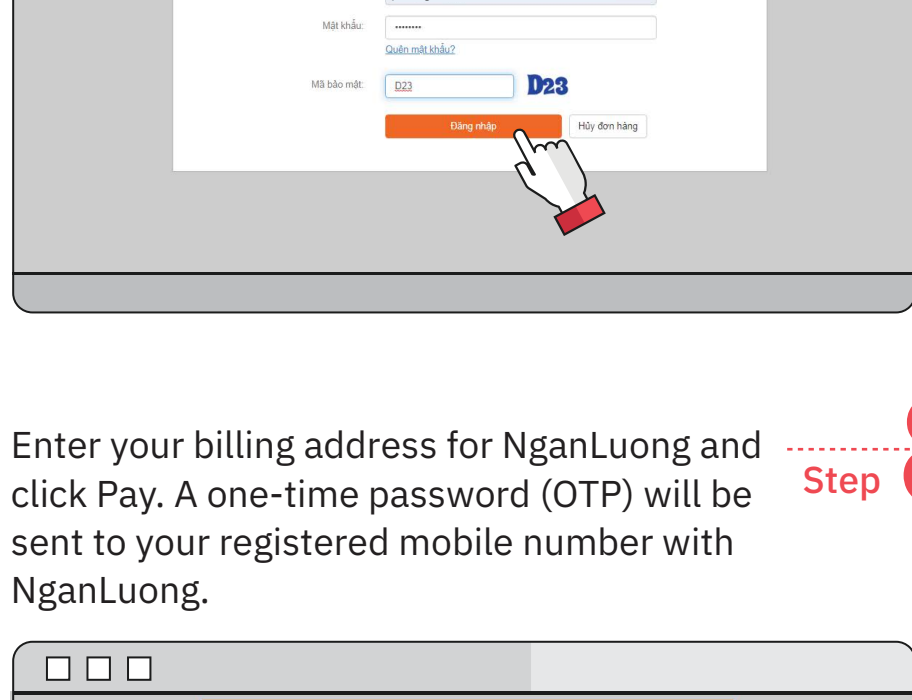 Mật khẩu:
••••••••
Quên mật khẩu?
Mã bảo mật:
D23
D23
Đăng nhập
Hủy đơn hàng
Enter your billing address for NganLuong and
click Pay. A one-time password (OTP) will be
sent to your registered mobile number with
NganLuong.
Step